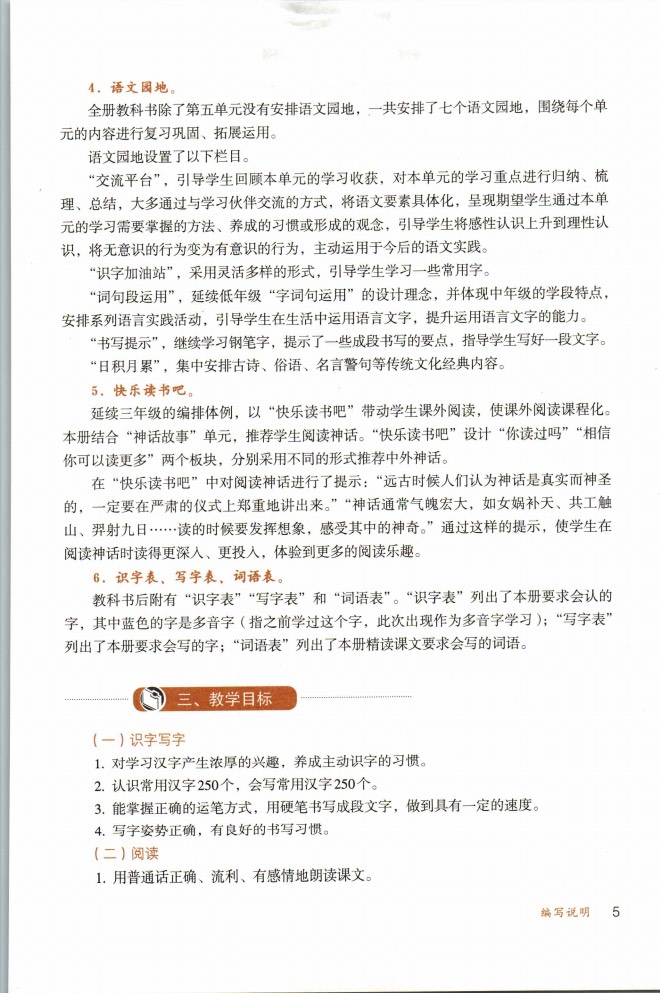 4．语文园地。
全册教科书除了第五单元没有安排语文园地，一共安排了七个语文园地，围绕每个单
元的内容进行复习巩固、拓展运用。
语文园地设置了以下栏目。
“交流平台”，引导学生回顾本单元的学习收获，对本单元的学习重点进行归纳、梳
理、总结，大多通过与学习伙伴交流的方式，将语文要素具体化，呈现期望学生通过本单
元的学习需要掌握的方法、养成的习惯或形成的观念，引导学生将感性认识上升到理性认
识，将无意识的行为变为有意识的行为，主动运用于今后的语文实践。
“识字加油站”，采用灵活多样的形式，引导学生学习一些常用字。
“词句段运用”，延续低年级“字词句运用”的设计理念，并体现中年级的学段特点，
安排系列语言实践活动，引导学生在生活中运用语言文字，提升运用语言文字的能力。
“书写提示”，继续学习钢笔字，提示了一些成段书写的要点，指导学生写好一段文字。
“日积月累”，集中安排古诗、俗语、名言警句等传统文化经典内容。
5．快乐读书吧。
延续三年级的编排体例，以“快乐读书吧”带动学生课外阅读，使课外阅读课程化。
本册结合“神话故事”单元，推荐学生阅读神话。“快乐读书吧”设计“你读过吗”“相信
你可以读更多”两个板块，分别采用不同的形式推荐中外神话。
在“快乐读书吧”中对阅读神话进行了提示：“远古时候人们认为神话是真实而神圣
的，一定要在严肃的仪式上郑重地讲出来。”“神话通常气魄宏大，如女娲补天、共工触
山、羿射九日……读的时候要发挥想象，感受其中的神奇。”通过这样的提示，使学生在
阅读神话时读得更深入、更投入，体验到更多的阅读乐趣。
6．识字表、写字表、词语表。
教科书后附有“识字表”“写字表”和“词语表”。“识字表”列出了本册要求会认的
字，其中蓝色的字是多音字（指之前学过这个字，此次出现作为多音字学习）；“写字表”
列出了本册要求会写的字；“词语表”列出了本册精读课文要求会写的词语。
三、教学目标
（一）识字写字
1. 对学习汉字产生浓厚的兴趣，养成主动识字的习惯。
2. 认识常用汉字250个，会写常用汉字250个。
3. 能掌握正确的运笔方式，用硬笔书写成段文字，做到具有一定的速度。
4. 写字姿势正确，有良好的书写习惯。
（二）阅读
1. 用普通话正确、流利、有感情地朗读课文。
编写说明 5